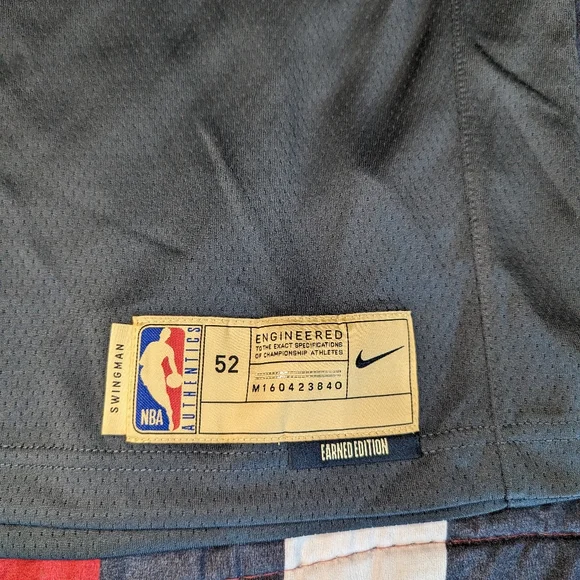 SWINGMAN
NBA
AUTHENTICS
52
ENGINEERED
TO THE EXACT SPECIFICATIONS
OF CHAMPIONSHIP ATHLETES
M160423840
EARNED EDITION